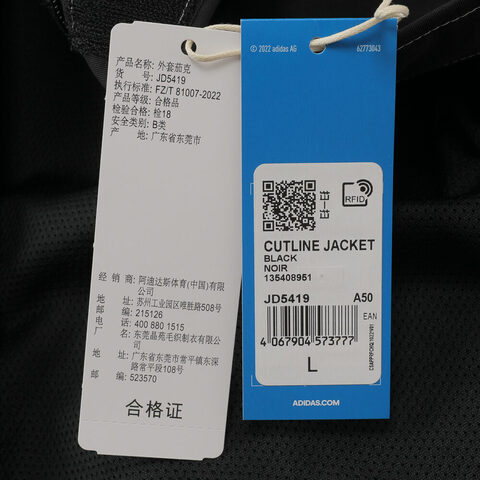 产品名称: 外套茄克
货 号: JD5419
执行标准: FZ/T 81007-2022
产品等级: 合格品
检验合格: 检18
安全类别: B类
产 地: 广东省东莞市
经 销 商: 阿迪达斯体育(中国)有限公司
地 址: 苏州工业园区唯胜路508号
邮 编: 215126
电 话: 400 880 1515
厂 名: 东莞晶苑毛织制衣有限公司
地 址: 广东省东莞市常平镇东深路常平段108号
邮 编: 523570
合格证
© 2022 adidas AG 62773043
RFID
CUTLINE JACKET
BLACK
NOIR
135408951
JD5419 A50
EAN
4 067904 573777
L
ADIDAS.COM